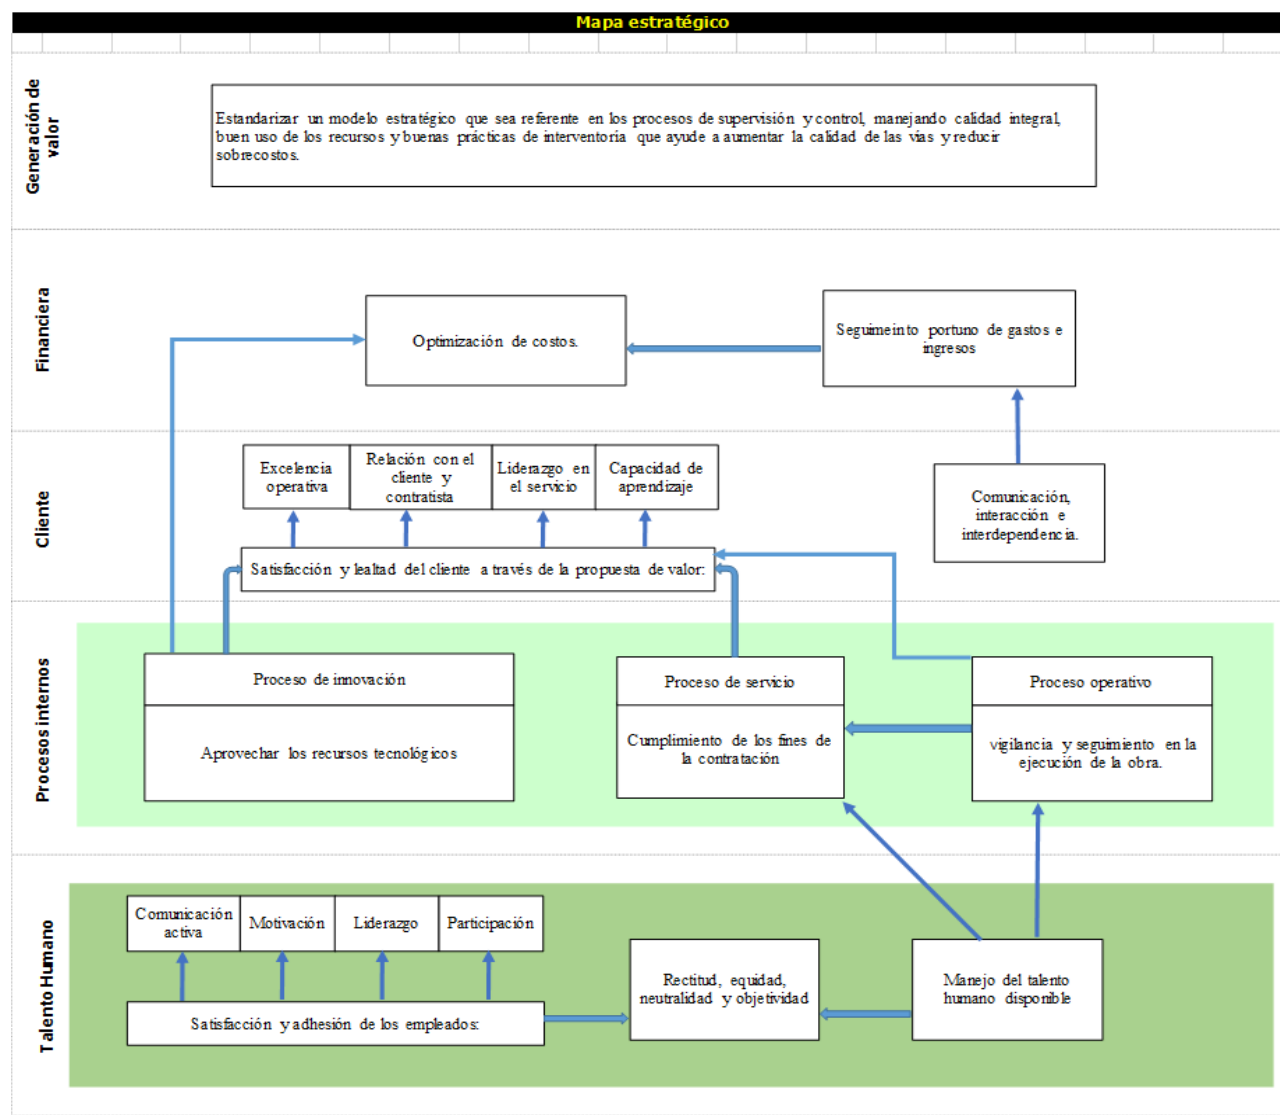 Mapa estratégico
Generación de
valor
Estandarizar un modelo estratégico que sea referente en los procesos de supervisión y control, manejando calidad integral,
buen uso de los recursos y buenas prácticas de interventoría que ayude a aumentar la calidad de las vías y reducir
sobrecostos.
Financiera
Optimización de costos.
Seguimeinto portuno de gastos e
ingresos
Cliente
Excelencia
operativa
Relación con el
cliente y
contratista
Liderazgo en
el servicio
Capacidad de
aprendizaje
Comunicación,
interacción e
interdependencia.
Satisfacción y lealtad del cliente a través de la propuesta de valor:
Procesos internos
Proceso de innovación
Aprovechar los recursos tecnológicos
Proceso de servicio
Cumplimiento de los fines de
la contratación
Proceso operativo
vigilancia y seguimiento en la
ejecución de la obra.
Talento Humano
Comunicación
activa
Motivación
Liderazgo
Participación
Satisfacción y adhesión de los empleados:
Rectitud, equidad,
neutralidad y objetividad
Manejo del talento
humano disponible